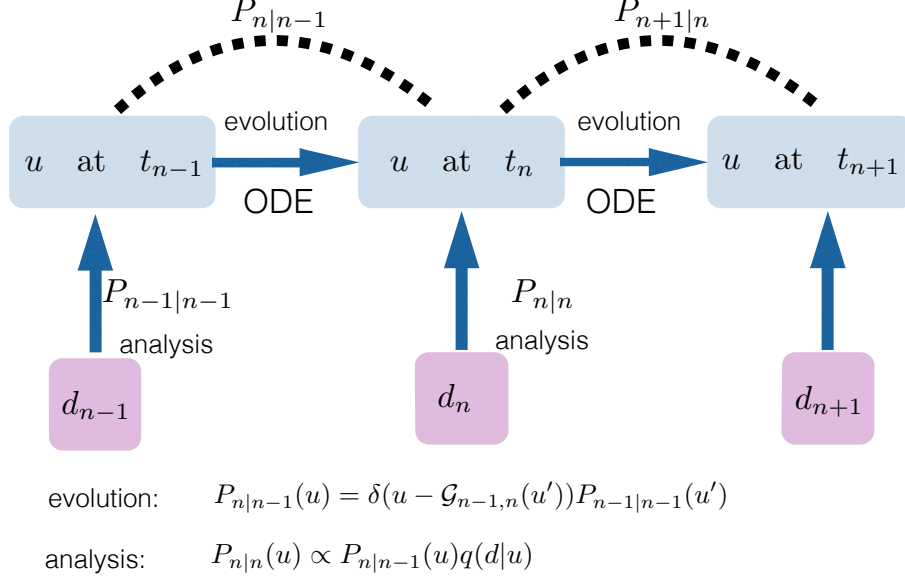 P_{n|n−1} P_{n+1|n}
evolution evolution
u at t_{n−1} u at t_n u at t_{n+1}
ODE ODE
P_{n−1|n−1} P_{n|n}
analysis analysis
d_{n−1} d_n d_{n+1}
evolution: P_{n|n−1}(u) = δ(u − 𝒢_{n−1,n}(u′))P_{n−1|n−1}(u′)
analysis: P_{n|n}(u) ∝ P_{n|n−1}(u)q(d|u)